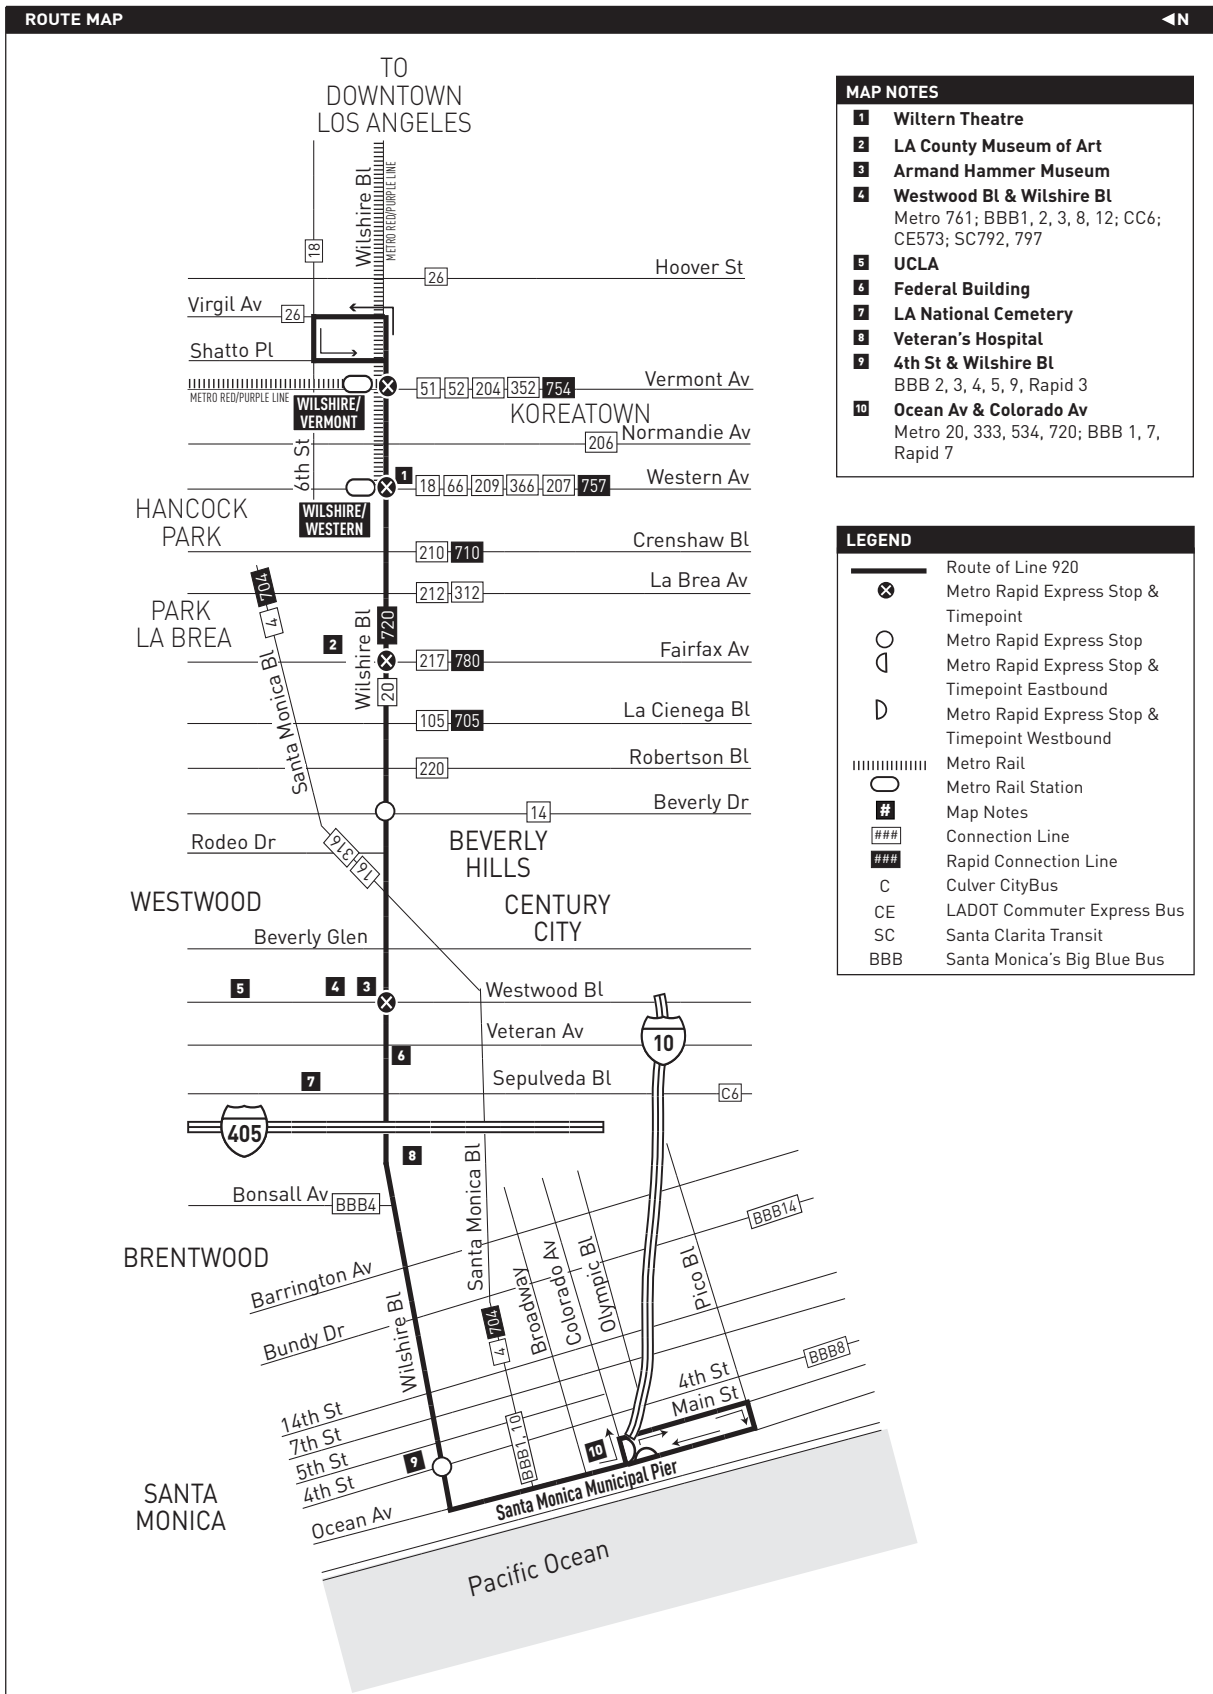 ROUTE MAP
N
TO
DOWNTOWN
LOS ANGELES
Wilshire Bl
METRO RED/PURPLE LINE
18
Hoover St
26
Virgil Av
26
Shatto Pl
METRO RED/PURPLE LINE
WILSHIRE/
VERMONT
51
52
204
352
754
Vermont Av
KOREATOWN
206
Normandie Av
6th St
1
18
66
209
366
207
757
Western Av
WILSHIRE/
WESTERN
HANCOCK
PARK
210
710
Crenshaw Bl
704
4
212
312
La Brea Av
PARK
LA BREA
720
2
Wilshire Bl
217
780
Fairfax Av
20
Santa Monica Bl
105
705
La Cienega Bl
220
Robertson Bl
14
Beverly Dr
Rodeo Dr
16
316
BEVERLY
HILLS
WESTWOOD
CENTURY
CITY
Beverly Glen
5
4
3
Westwood Bl
Veteran Av
10
6
7
Sepulveda Bl
C6
405
8
Bonsall Av
BBB4
Santa Monica Bl
BBB14
BRENTWOOD
Barrington Av
Bundy Dr
Wilshire Bl
704
4
Broadway
Colorado Av
Olympic Bl
Pico Bl
BBB8
14th St
7th St
5th St
4th St
9
BBB1, 10
10
4th St
Main St
SANTA
MONICA
Ocean Av
Santa Monica Municipal Pier
Pacific Ocean
MAP NOTES
1 Wiltern Theatre
2 LA County Museum of Art
3 Armand Hammer Museum
4 Westwood Bl & Wilshire Bl
Metro 761; BBB1, 2, 3, 8, 12; CC6;
CE573; SC792, 797
5 UCLA
6 Federal Building
7 LA National Cemetery
8 Veteran's Hospital
9 4th St & Wilshire Bl
BBB 2, 3, 4, 5, 9, Rapid 3
10 Ocean Av & Colorado Av
Metro 20, 333, 534, 720; BBB 1, 7,
Rapid 7
LEGEND
Route of Line 920
Metro Rapid Express Stop &
Timepoint
Metro Rapid Express Stop
Metro Rapid Express Stop &
Timepoint Eastbound
Metro Rapid Express Stop &
Timepoint Westbound
Metro Rail
Metro Rail Station
# Map Notes
### Connection Line
### Rapid Connection Line
C Culver CityBus
CE LADOT Commuter Express Bus
SC Santa Clarita Transit
BBB Santa Monica's Big Blue Bus